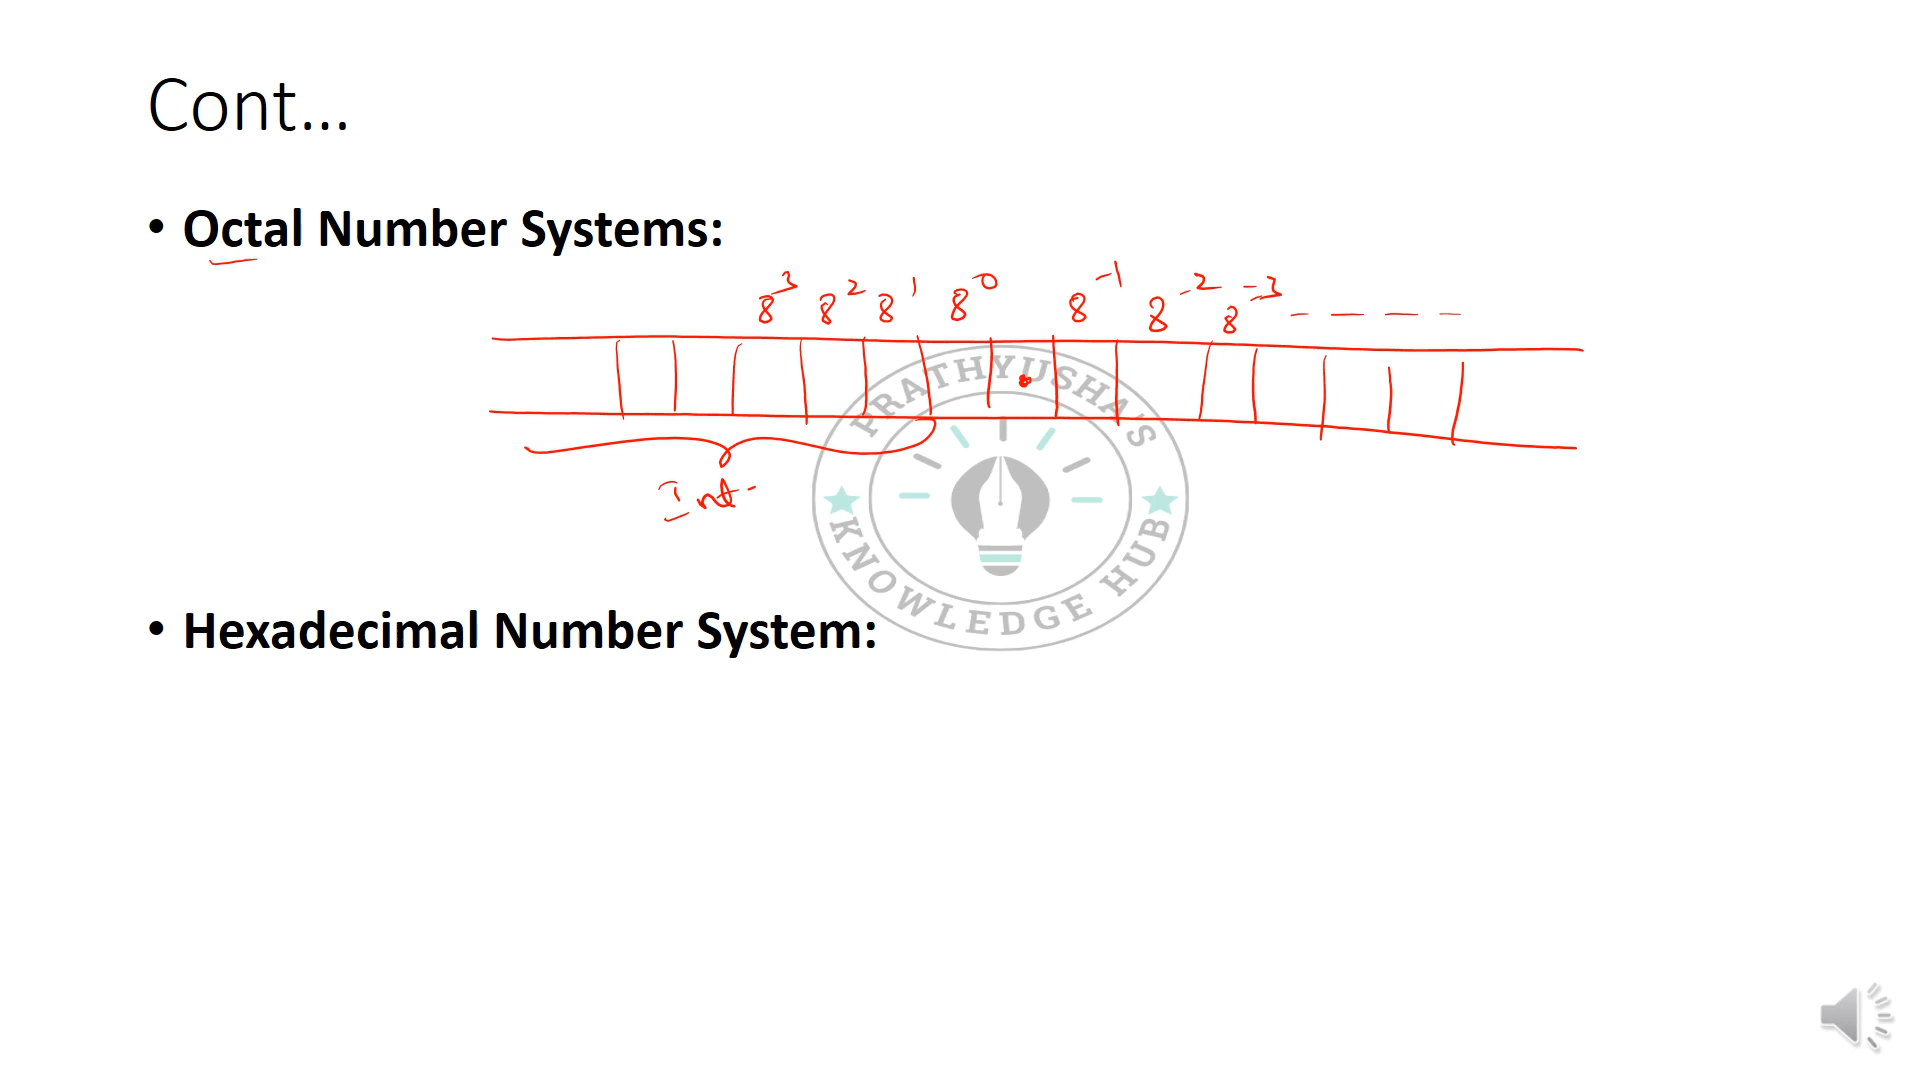 Cont...
• Octal Number Systems:
8³ 8² 8¹ 8⁰ 8⁻¹ 8⁻² 8⁻³ - - - -
.
Int-
PRATHYUSHA'S
KNOWLEDGE HUB
• Hexadecimal Number System: